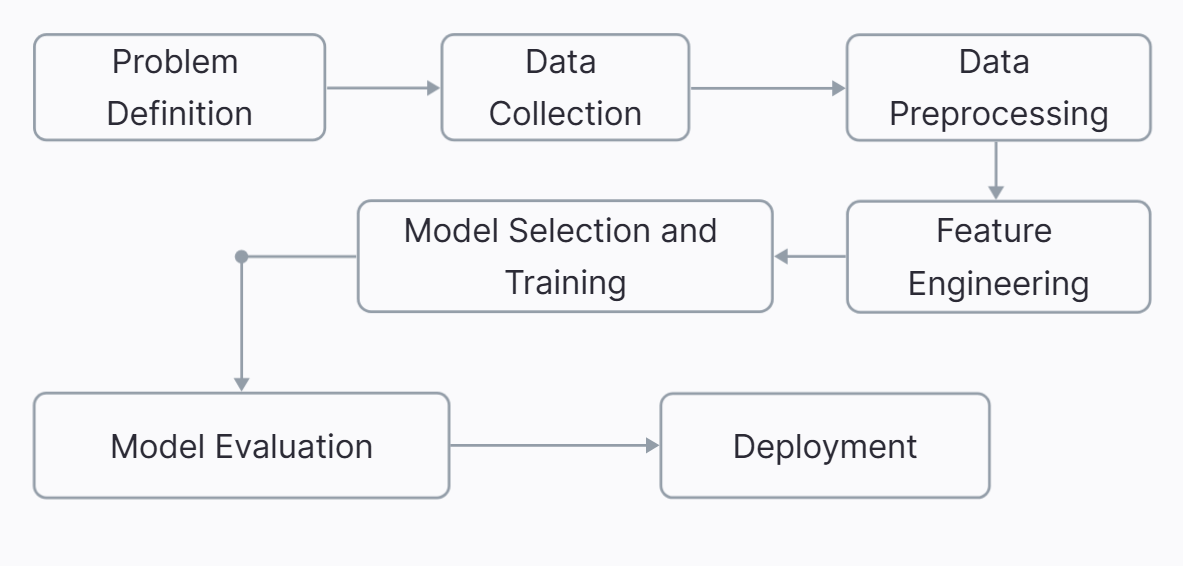 Problem
Definition
Data
Collection
Data
Preprocessing
Feature
Engineering
Model Selection and
Training
Model Evaluation
Deployment